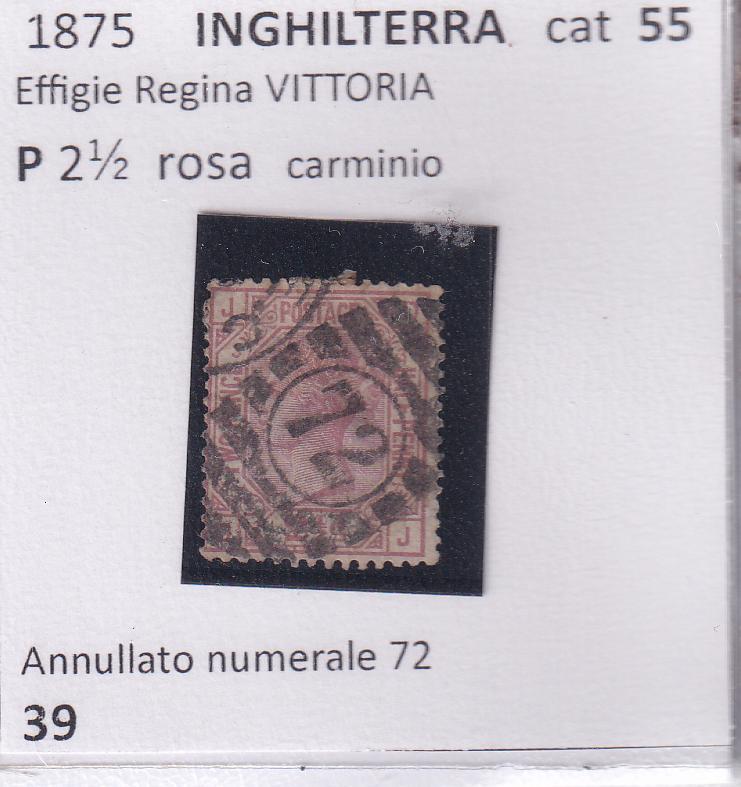 1875 INGHILTERRA. cat 55
Effigie Regina VITTORIA
P 2½ rosa carminio
J POSTAGE
72
J
Annullato numerale 72
39